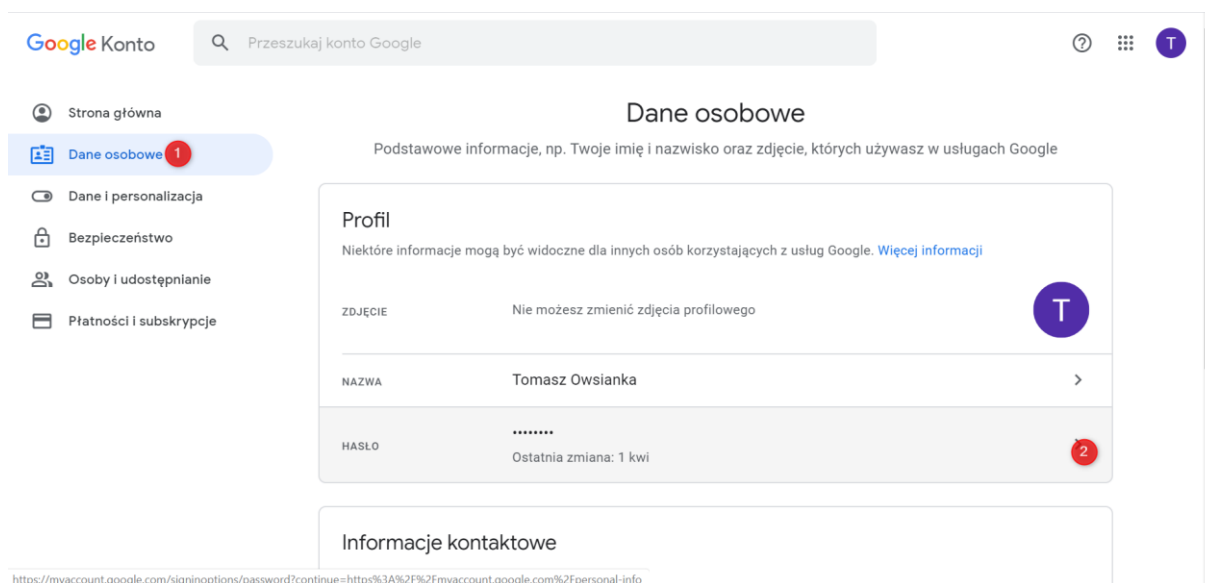 Google Konto
Przeszukaj konto Google
T
Strona główna
Dane osobowe 1
Dane i personalizacja
Bezpieczeństwo
Osoby i udostępnianie
Płatności i subskrypcje
Dane osobowe
Podstawowe informacje, np. Twoje imię i nazwisko oraz zdjęcie, których używasz w usługach Google
Profil
Niektóre informacje mogą być widoczne dla innych osób korzystających z usług Google. Więcej informacji
ZDJĘCIE Nie możesz zmienić zdjęcia profilowego T
NAZWA Tomasz Owsianka
HASŁO ••••••••
Ostatnia zmiana: 1 kwi 2
Informacje kontaktowe
https://myaccount.google.com/signinoptions/password?continue=https%3A%2F%2Fmyaccount.google.com%2Fpersonal-info